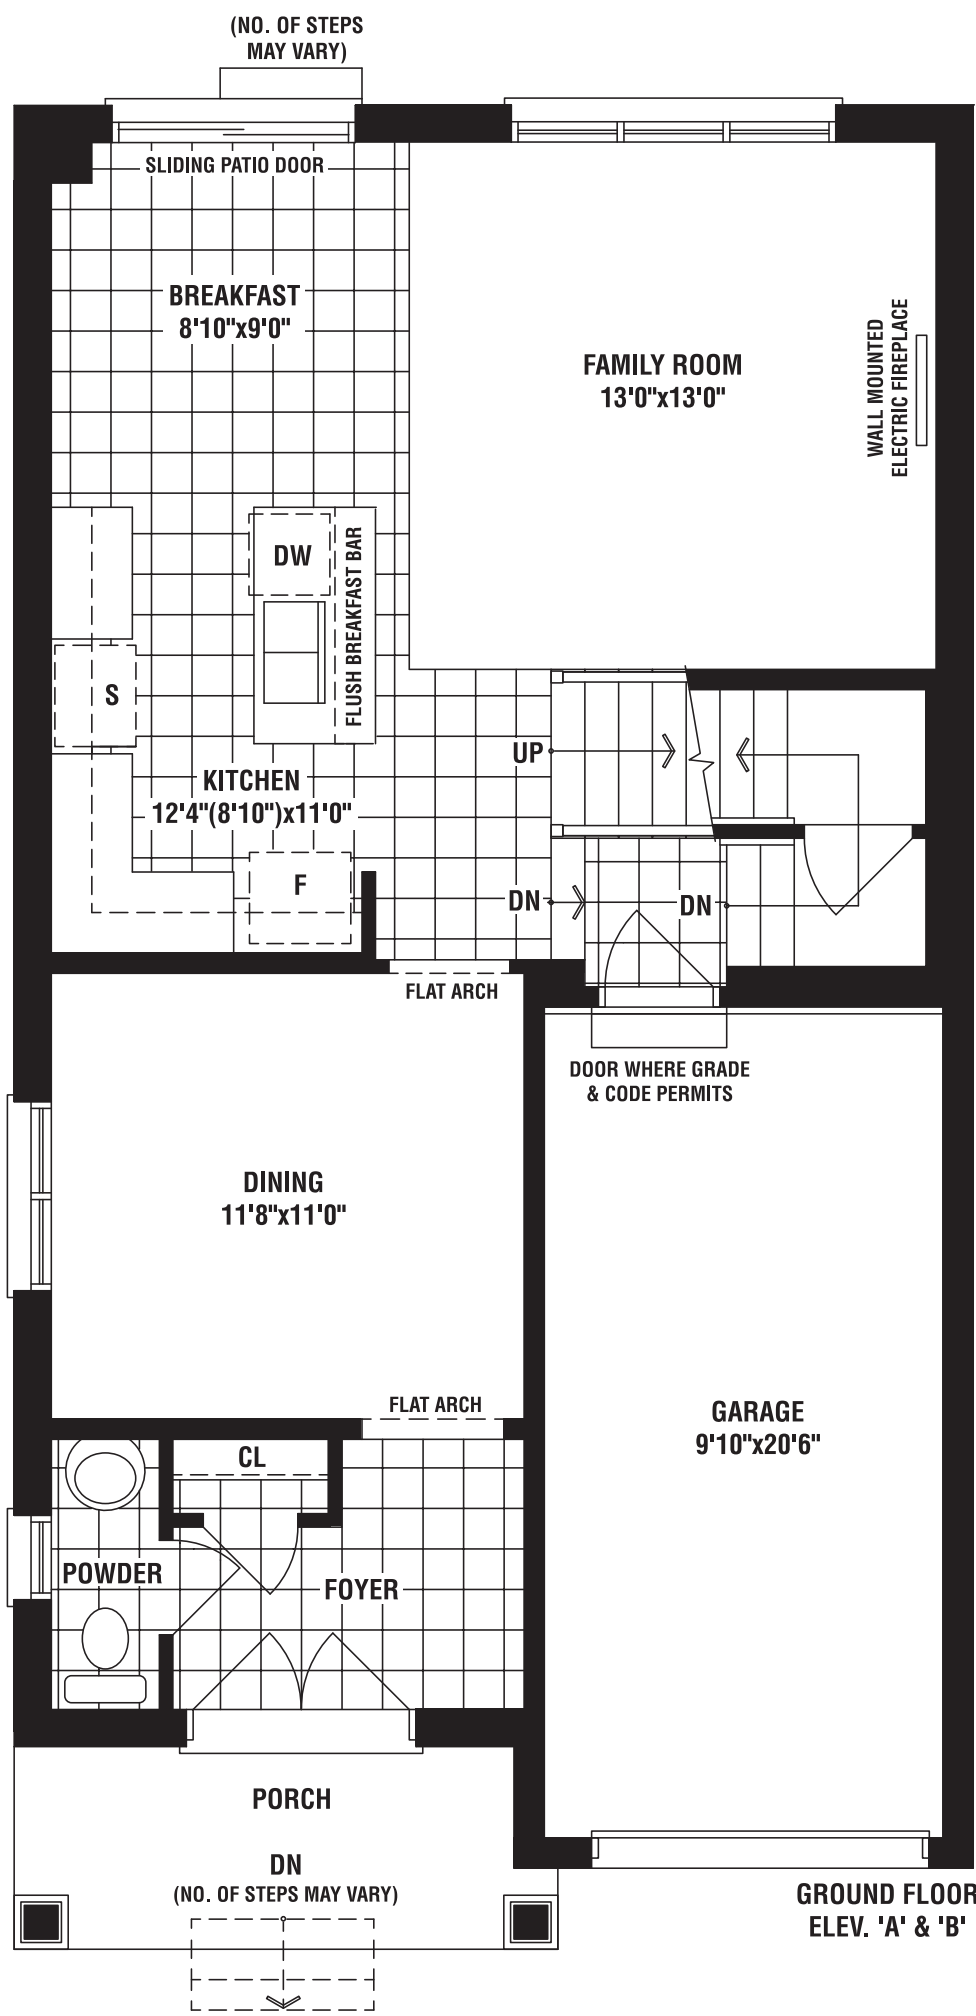 (NO. OF STEPS
MAY VARY)
SLIDING PATIO DOOR
BREAKFAST
8'10"x9'0"
FAMILY ROOM
13'0"x13'0"
WALL MOUNTED
ELECTRIC FIREPLACE
DW
FLUSH BREAKFAST BAR
S
UP
KITCHEN
12'4"(8'10")x11'0"
F
DN
DN
FLAT ARCH
DOOR WHERE GRADE
& CODE PERMITS
DINING
11'8"x11'0"
FLAT ARCH
GARAGE
9'10"x20'6"
CL
POWDER
FOYER
PORCH
DN
(NO. OF STEPS MAY VARY)
GROUND FLOOR
ELEV. 'A' & 'B'